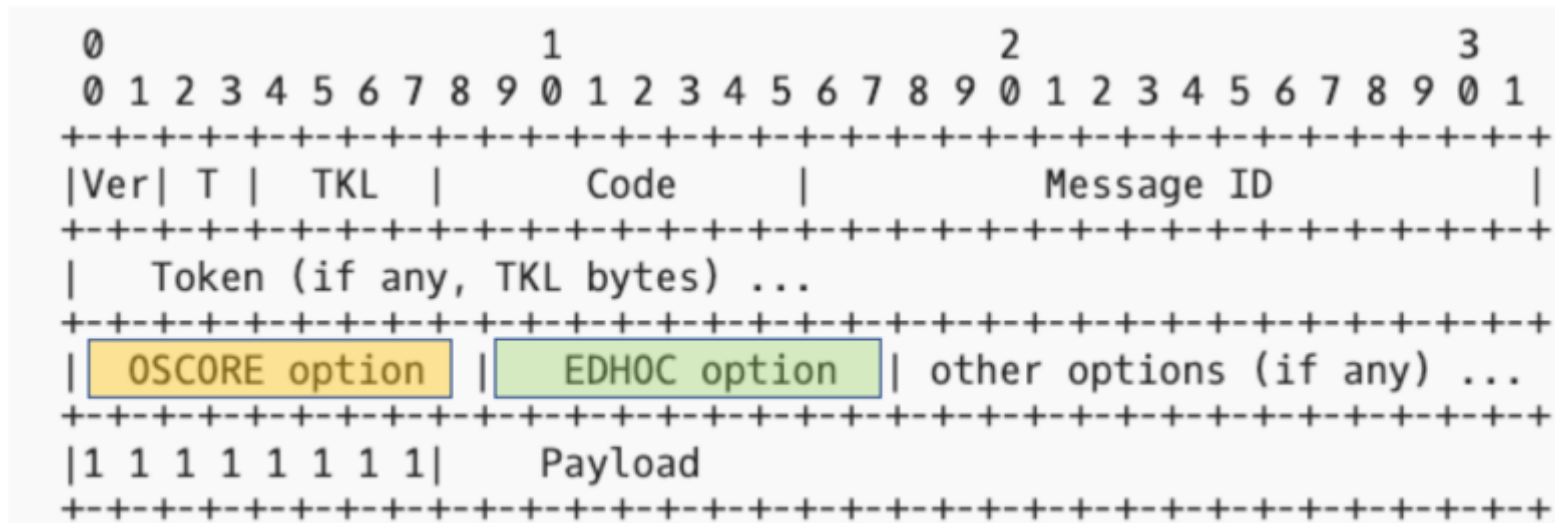 0 1 2 3
0 1 2 3 4 5 6 7 8 9 0 1 2 3 4 5 6 7 8 9 0 1 2 3 4 5 6 7 8 9 0 1
+-+-+-+-+-+-+-+-+-+-+-+-+-+-+-+-+-+-+-+-+-+-+-+-+-+-+-+-+-+-+-+-+
|Ver| T | TKL | Code | Message ID |
+-+-+-+-+-+-+-+-+-+-+-+-+-+-+-+-+-+-+-+-+-+-+-+-+-+-+-+-+-+-+-+-+
| Token (if any, TKL bytes) ...
+-+-+-+-+-+-+-+-+-+-+-+-+-+-+-+-+-+-+-+-+-+-+-+-+-+-+-+-+-+-+-+-+
| OSCORE option | EDHOC option | other options (if any) ...
+-+-+-+-+-+-+-+-+-+-+-+-+-+-+-+-+-+-+-+-+-+-+-+-+-+-+-+-+-+-+-+-+
|1 1 1 1 1 1 1 1| Payload
+-+-+-+-+-+-+-+-+-+-+-+-+-+-+-+-+-+-+-+-+-+-+-+-+-+-+-+-+-+-+-+-+